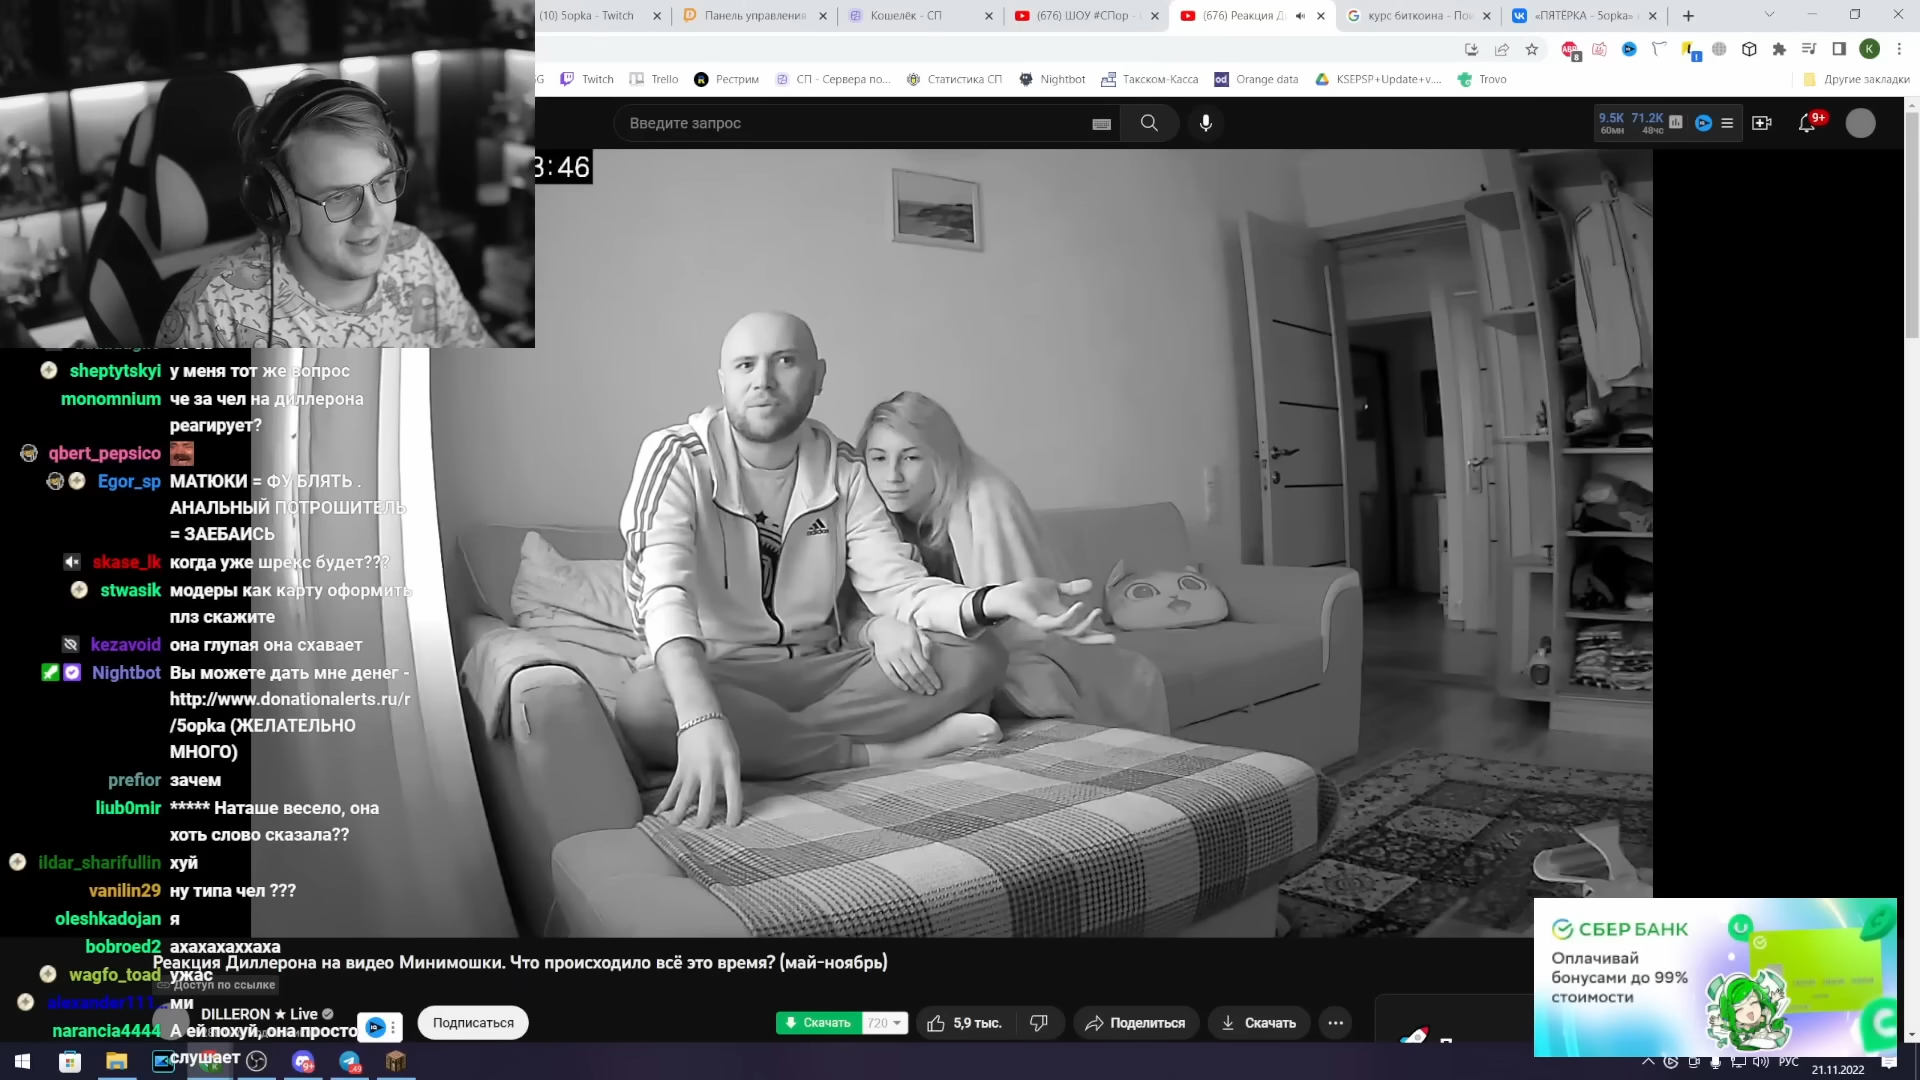 (10) 5opka - Twitch
Панель управления
Кошелёк - СП
(676) ШОУ #СПор -
(676) Реакция Д
курс биткоина - Пои
«ПЯТЁРКА - 5opka»
Twitch
Trello
Рестрим
СП - Сервера по...
Статистика СП
Nightbot
Такском-Касса
Orange data
KSEPSP+Update+v....
Trovo
Другие закладки
Введите запрос
9.5K 71.2K
60мн 48чс
9+
3:46
sheptytskyi у меня тот же вопрос
monomnium че за чел на диллерона
реагирует?
qbert_pepsico
Egor_sp МАТЮКИ = ФУ БЛЯТЬ .
АНАЛЬНЫЙ ПОТРОШИТЕЛЬ
= ЗАЕБАИСЬ
skase_lk когда уже шрекс будет???
stwasik модеры как карту оформить
плз скажите
kezavoid она глупая она схавает
Nightbot Вы можете дать мне денег -
http://www.donationalerts.ru/r
/5opka (ЖЕЛАТЕЛЬНО
МНОГО)
prefior зачем
liub0mir ***** Наташе весело, она
хоть слово сказала??
ildar_sharifullin хуй
vanilin29 ну типа чел ???
oleshkadojan я
bobroed2 ахахахаххаха
wagfo_toad ужас
alexander111... ми
narancia4444 А ей похуй, она просто
слушает
adidas
Реакция Диллерона на видео Минимошки. Что происходило всё это время? (май-ноябрь)
Доступ по ссылке
DILLERON ★ Live
Подписаться
Скачать 720
5,9 тыс.
Поделиться
Скачать
СБЕР БАНК
Оплачивай
бонусами до 99%
стоимости
РУС
21.11.2022